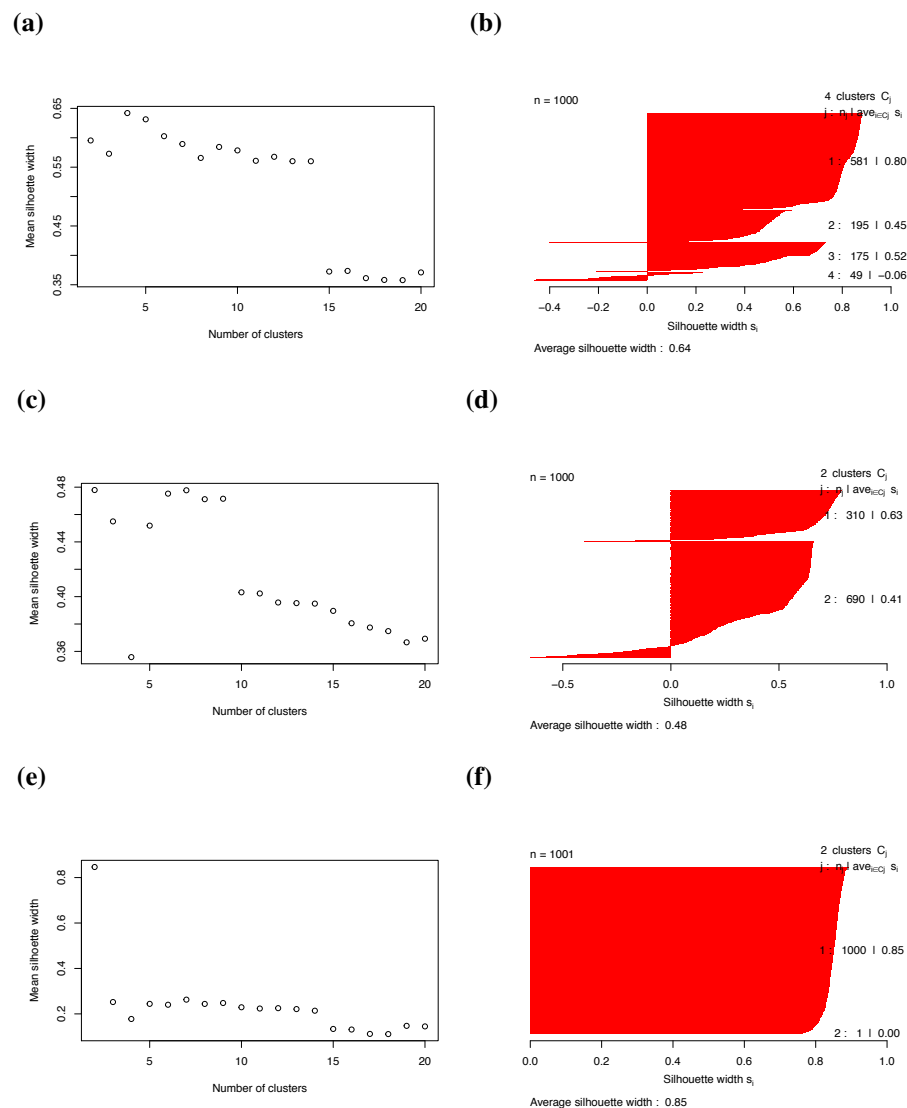 (a)
(b)
0.65
0.55
0.45
0.35
Mean silhoette width
5
10
15
20
Number of clusters
n = 1000
4 clusters Cj
j : nj | avei∈Cj si
1 : 581 | 0.80
2 : 195 | 0.45
3 : 175 | 0.52
4 : 49 | −0.06
−0.4
−0.2
0.0
0.2
0.4
0.6
0.8
1.0
Silhouette width si
Average silhouette width : 0.64
(c)
(d)
0.48
0.44
0.40
0.36
Mean silhoette width
5
10
15
20
Number of clusters
n = 1000
2 clusters Cj
j : nj | avei∈Cj si
1 : 310 | 0.63
2 : 690 | 0.41
−0.5
0.0
0.5
1.0
Silhouette width si
Average silhouette width : 0.48
(e)
(f)
0.8
0.6
0.4
0.2
Mean silhoette width
5
10
15
20
Number of clusters
n = 1001
2 clusters Cj
j : nj | avei∈Cj si
1 : 1000 | 0.85
2 : 1 | 0.00
0.0
0.2
0.4
0.6
0.8
1.0
Silhouette width si
Average silhouette width : 0.85